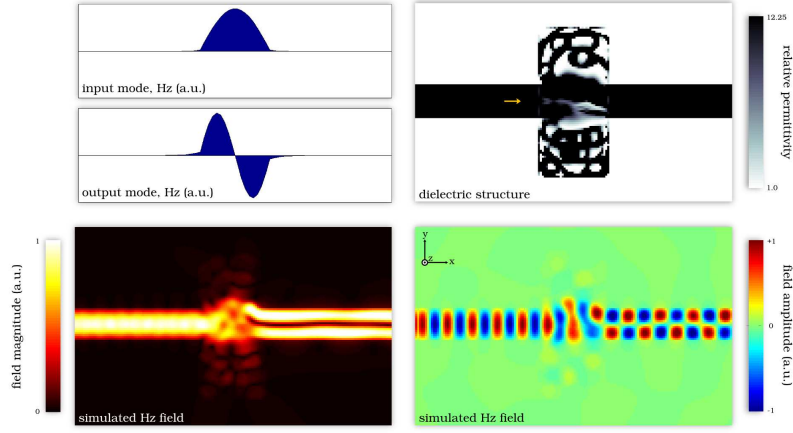 input mode, Hz (a.u.)
output mode, Hz (a.u.)
dielectric structure
12.25
relative permittivity
1.0
field magnitude (a.u.)
1
0
simulated Hz field
y
z
x
simulated Hz field
+1
0
-1
field amplitude (a.u.)